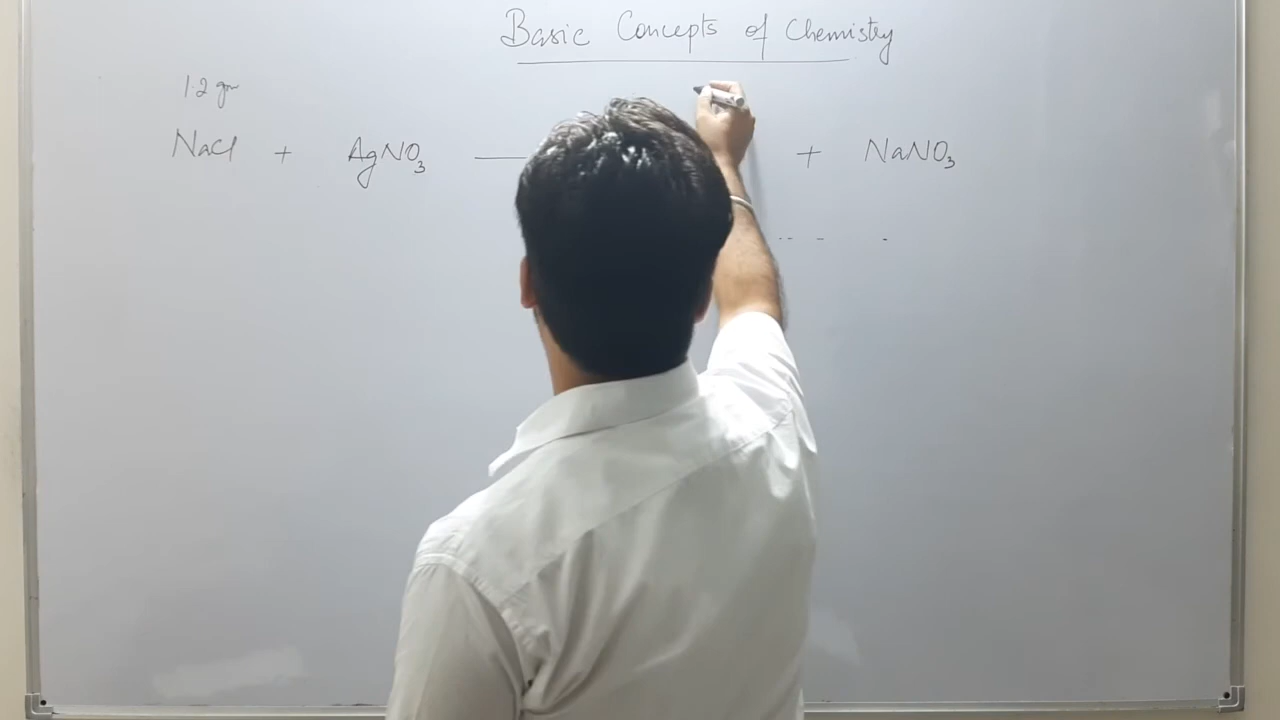 Basic Concepts of Chemistry
1.2 gm
NaCl + AgNO₃ — + NaNO₃